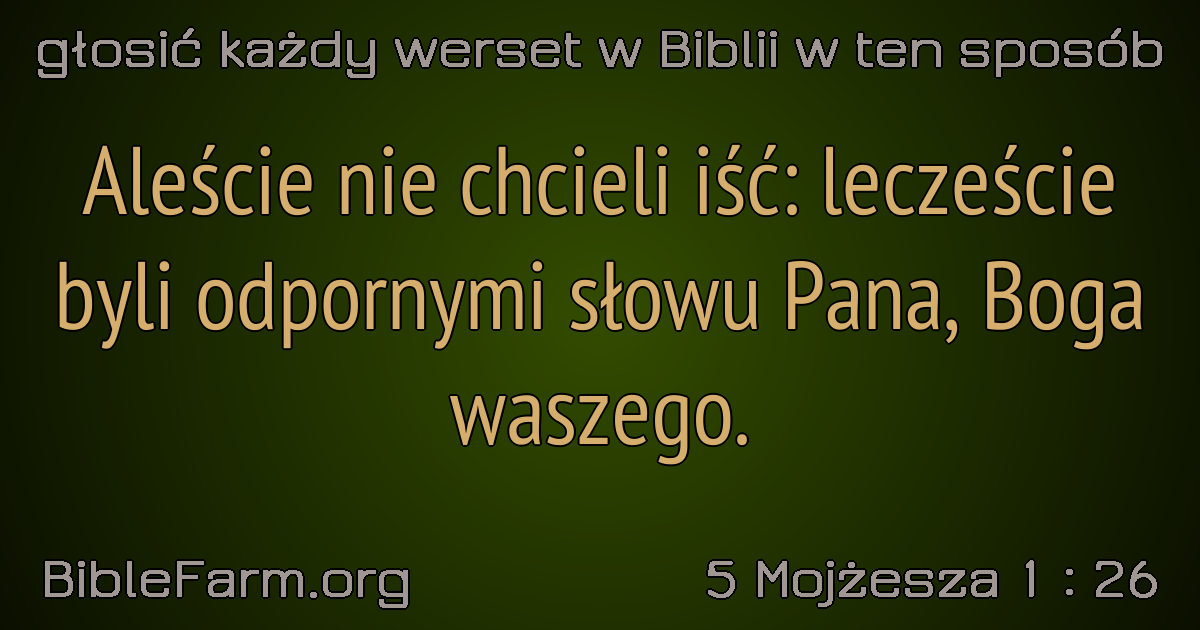 głosić każdy werset w Biblii w ten sposób
Aleście nie chcieli iść: leczeście
byli odpornymi słowu Pana, Boga
waszego.
BibleFarm.org
5 Mojżesza 1 : 26